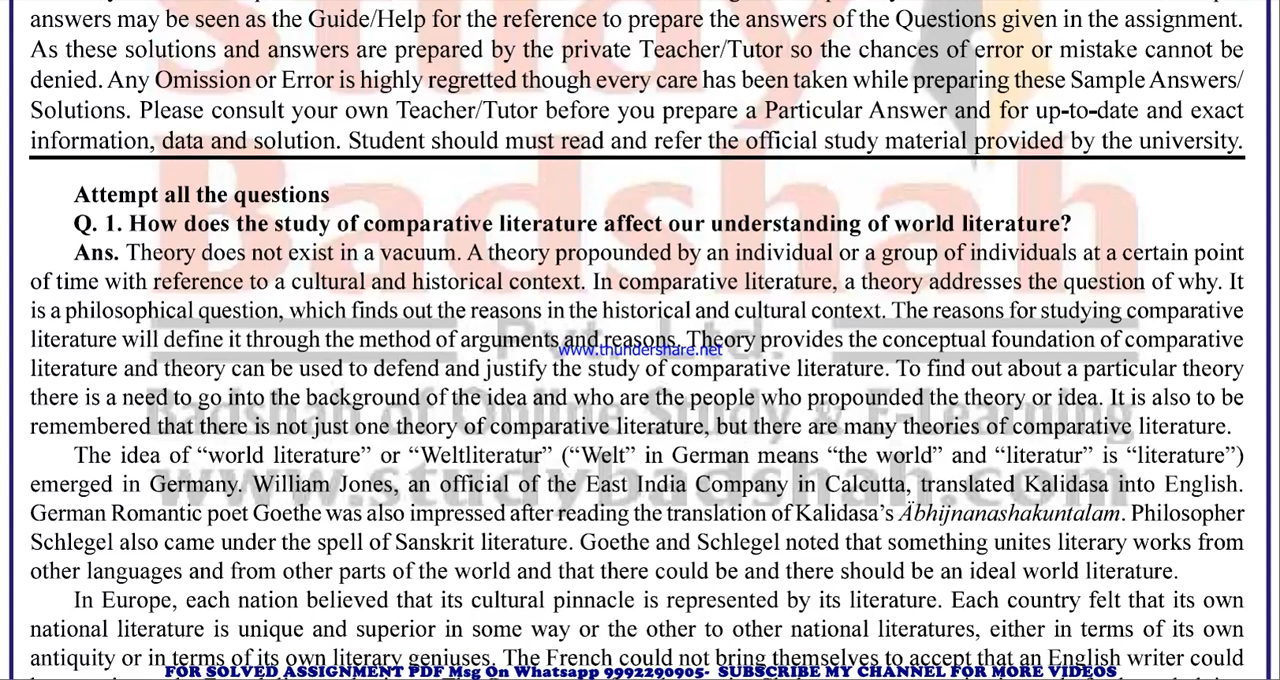 answers may be seen as the Guide/Help for the reference to prepare the answers of the Questions given in the assignment.
As these solutions and answers are prepared by the private Teacher/Tutor so the chances of error or mistake cannot be
denied. Any Omission or Error is highly regretted though every care has been taken while preparing these Sample Answers/
Solutions. Please consult your own Teacher/Tutor before you prepare a Particular Answer and for up-to-date and exact
information, data and solution. Student should must read and refer the official study material provided by the university.
Attempt all the questions
Q. 1. How does the study of comparative literature affect our understanding of world literature?
Ans. Theory does not exist in a vacuum. A theory propounded by an individual or a group of individuals at a certain point
of time with reference to a cultural and historical context. In comparative literature, a theory addresses the question of why. It
is a philosophical question, which finds out the reasons in the historical and cultural context. The reasons for studying comparative
literature will define it through the method of arguments and reasons. Theory provides the conceptual foundation of comparative
www.thundershare.net
literature and theory can be used to defend and justify the study of comparative literature. To find out about a particular theory
there is a need to go into the background of the idea and who are the people who propounded the theory or idea. It is also to be
remembered that there is not just one theory of comparative literature, but there are many theories of comparative literature.
The idea of “world literature” or “Weltliteratur” (“Welt” in German means “the world” and “literatur” is “literature”)
emerged in Germany. William Jones, an official of the East India Company in Calcutta, translated Kalidasa into English.
German Romantic poet Goethe was also impressed after reading the translation of Kalidasa’s Äbhijnanashakuntalam. Philosopher
Schlegel also came under the spell of Sanskrit literature. Goethe and Schlegel noted that something unites literary works from
other languages and from other parts of the world and that there could be and there should be an ideal world literature.
In Europe, each nation believed that its cultural pinnacle is represented by its literature. Each country felt that its own
national literature is unique and superior in some way or the other to other national literatures, either in terms of its own
antiquity or in terms of its own literary geniuses. The French could not bring themselves to accept that an English writer could
FOR SOLVED ASSIGNMENT PDF Msg On Whatsapp 9992290905- SUBSCRIBE MY CHANNEL FOR MORE VIDEOS
Study
Badshah
Pvt. Ltd.
Badshah of Online Study & E-Learning
www.studybadshah.com